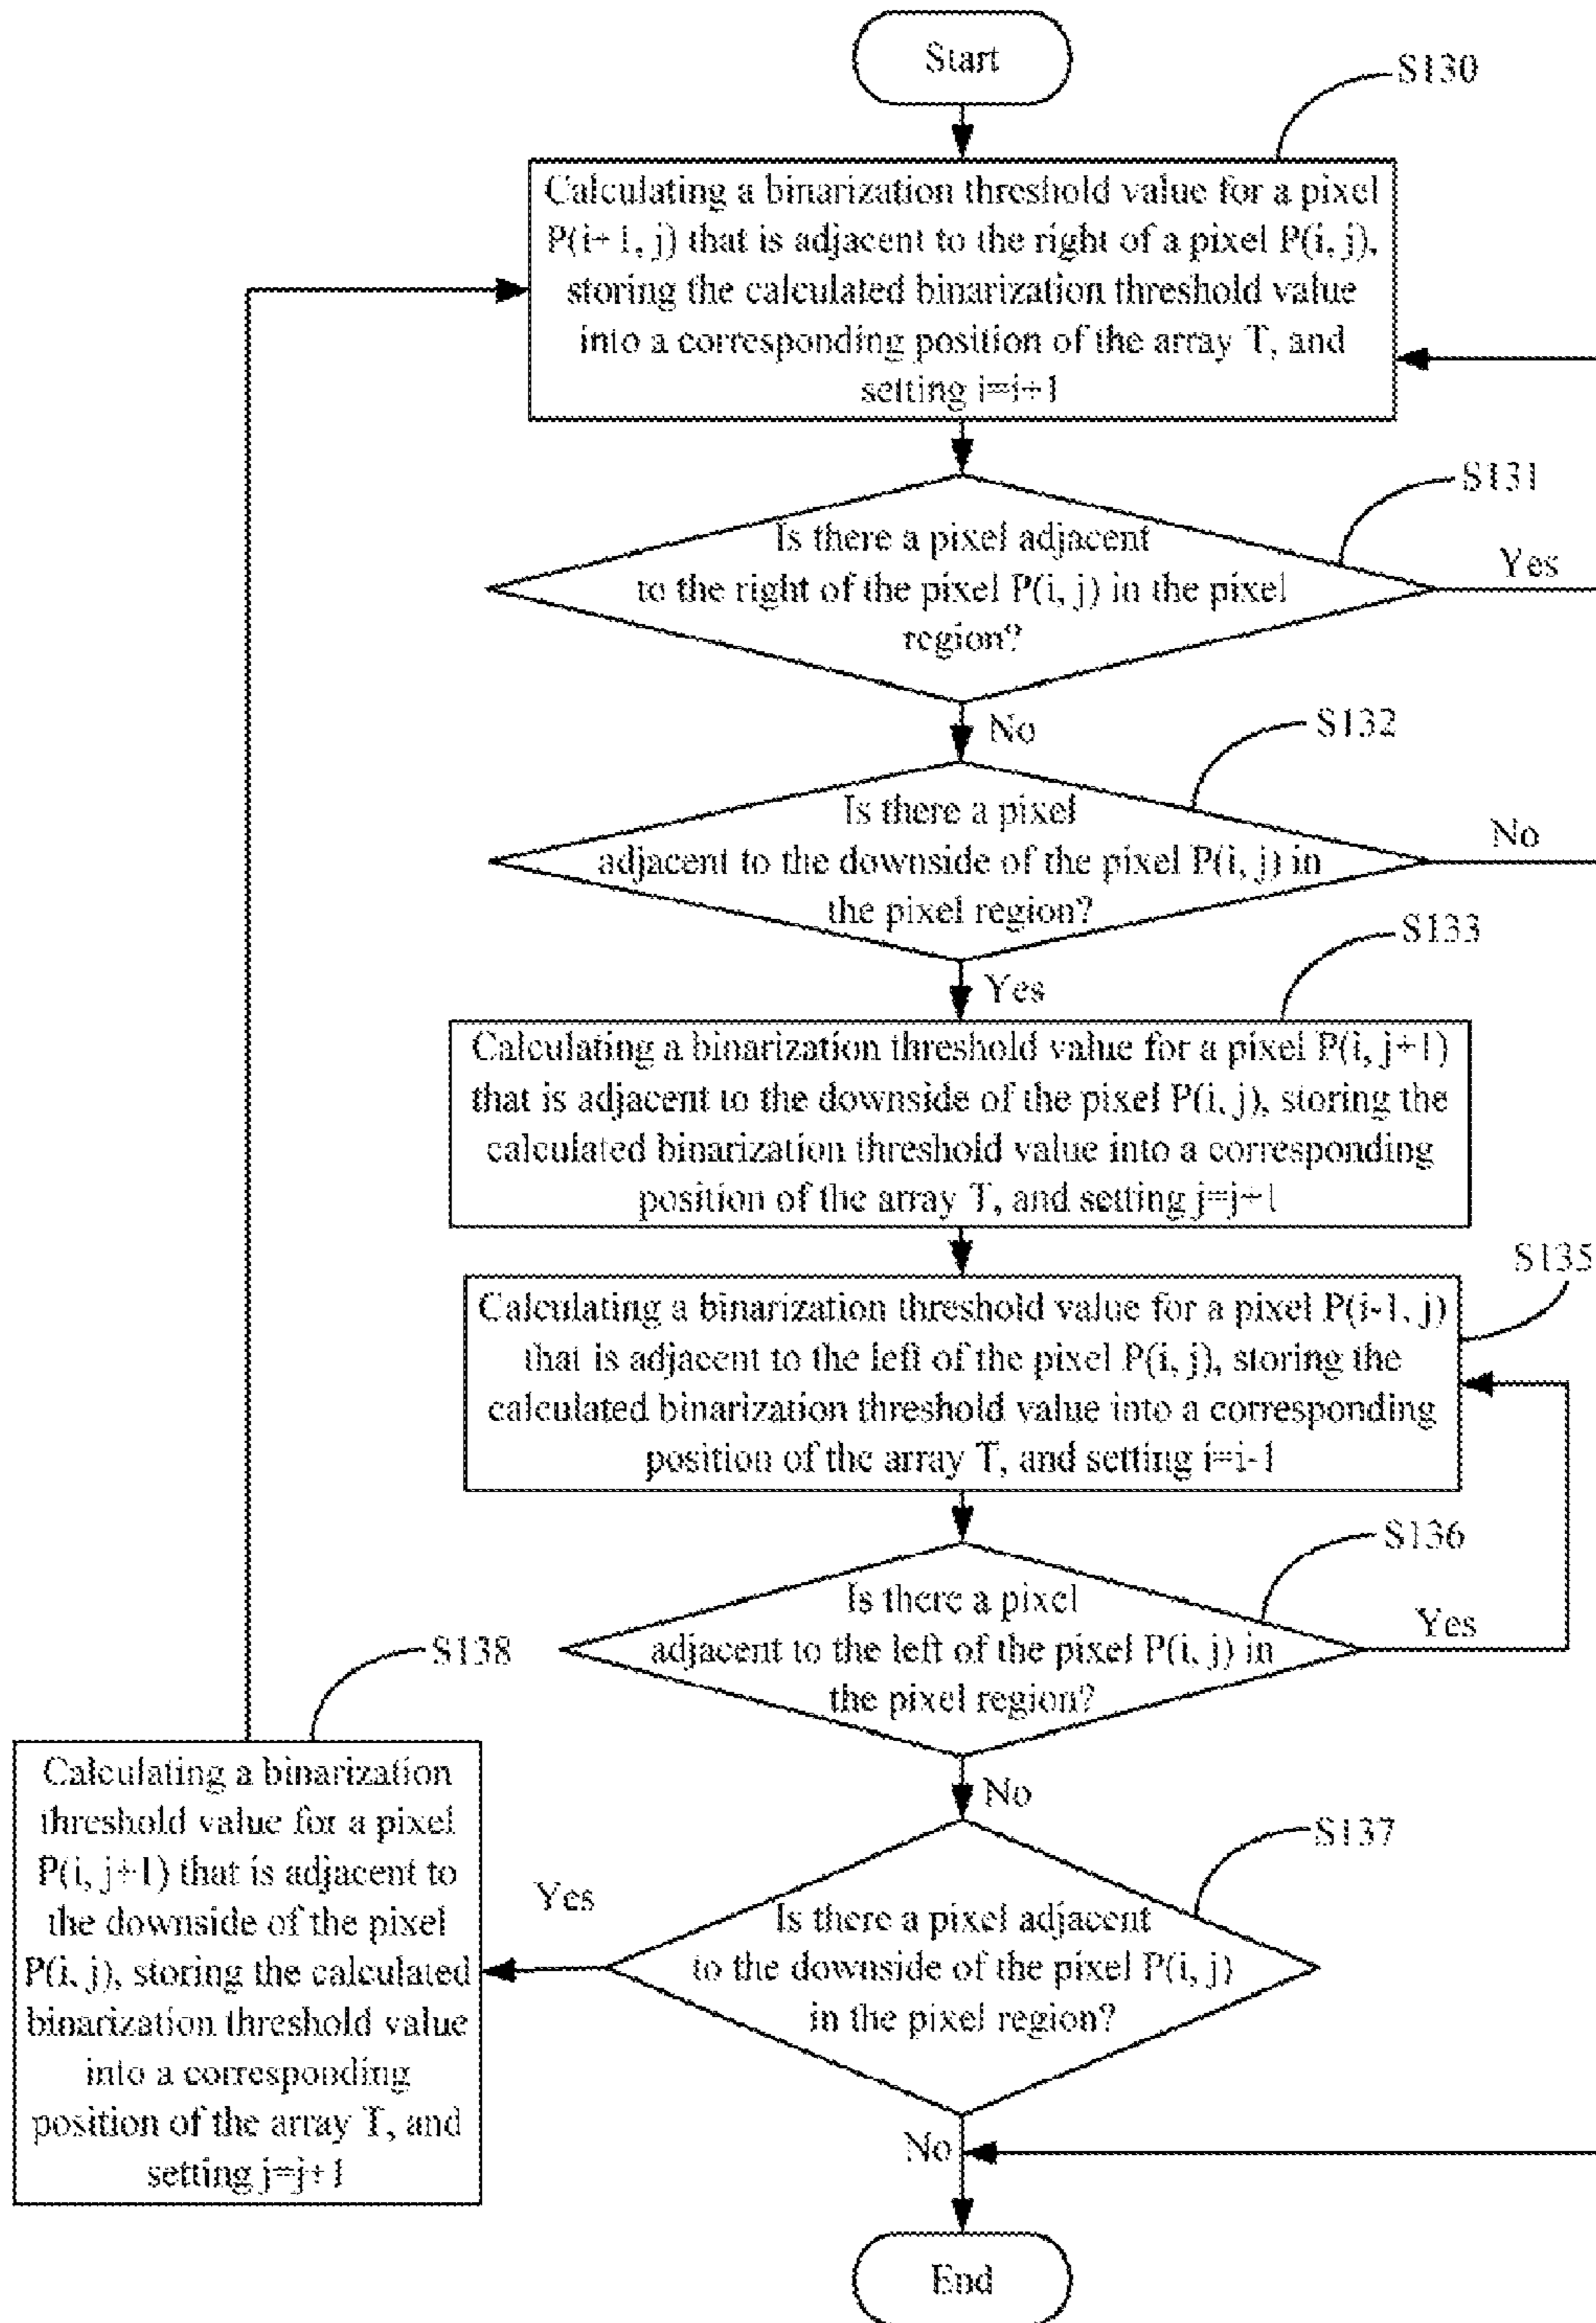 Start
S130
Calculating a binarization threshold value for a pixel
P(i+1, j) that is adjacent to the right of a pixel P(i, j),
storing the calculated binarization threshold value
into a corresponding position of the array T, and
setting i=i+1
S131
Is there a pixel adjacent
to the right of the pixel P(i, j) in the pixel
region?
Yes
No
S132
Is there a pixel
adjacent to the downside of the pixel P(i, j) in
the pixel region?
No
Yes
S133
Calculating a binarization threshold value for a pixel P(i, j+1)
that is adjacent to the downside of the pixel P(i, j), storing the
calculated binarization threshold value into a corresponding
position of the array T, and setting j=j+1
S135
Calculating a binarization threshold value for a pixel P(i-1, j)
that is adjacent to the left of the pixel P(i, j), storing the
calculated binarization threshold value into a corresponding
position of the array T, and setting i=i-1
S136
Is there a pixel
adjacent to the left of the pixel P(i, j) in
the pixel region?
Yes
No
S138
Calculating a binarization
threshold value for a pixel
P(i, j+1) that is adjacent to
the downside of the pixel
P(i, j), storing the calculated
binarization threshold value
into a corresponding
position of the array T, and
setting j=j+1
S137
Yes
Is there a pixel adjacent
to the downside of the pixel P(i, j)
in the pixel region?
No
End